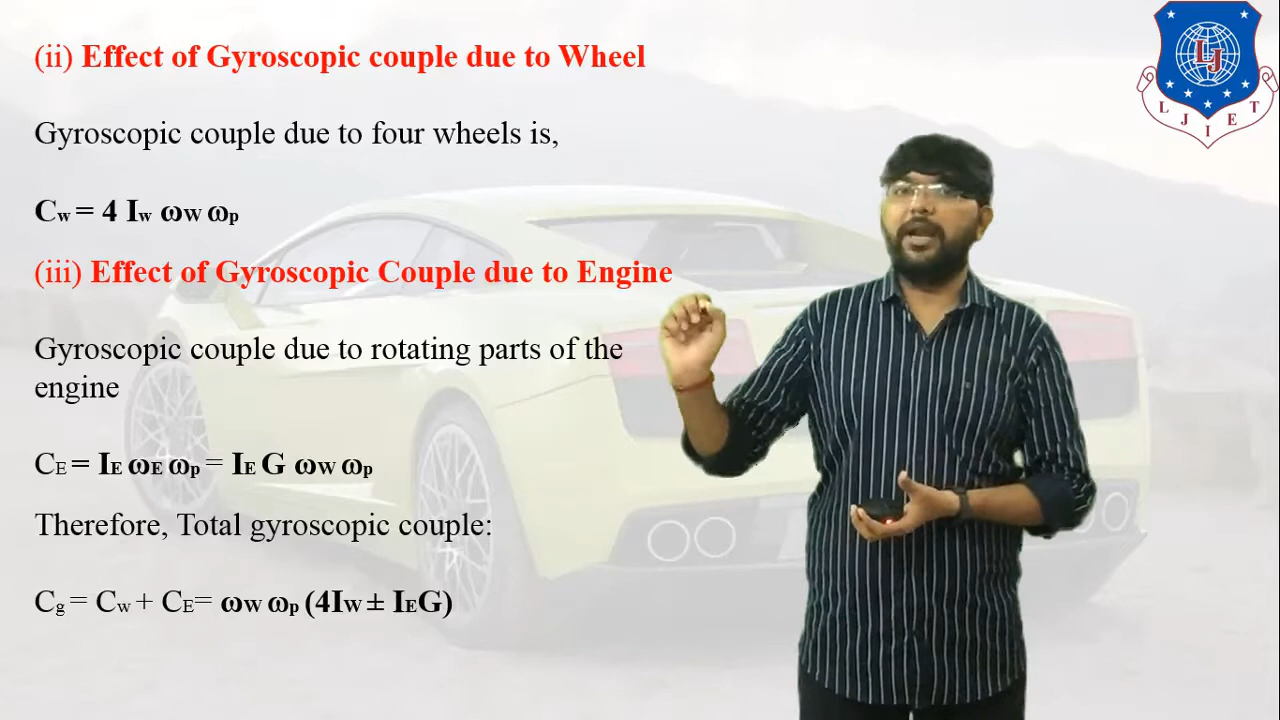 (ii) Effect of Gyroscopic couple due to Wheel
Gyroscopic couple due to four wheels is,
Cw = 4 Iw ωW ωp
(iii) Effect of Gyroscopic Couple due to Engine
Gyroscopic couple due to rotating parts of the
engine
CE = IE ωE ωp = IE G ωW ωp
Therefore, Total gyroscopic couple:
Cg = Cw + CE= ωW ωp (4IW ± IEG)
LJ
L J I E T